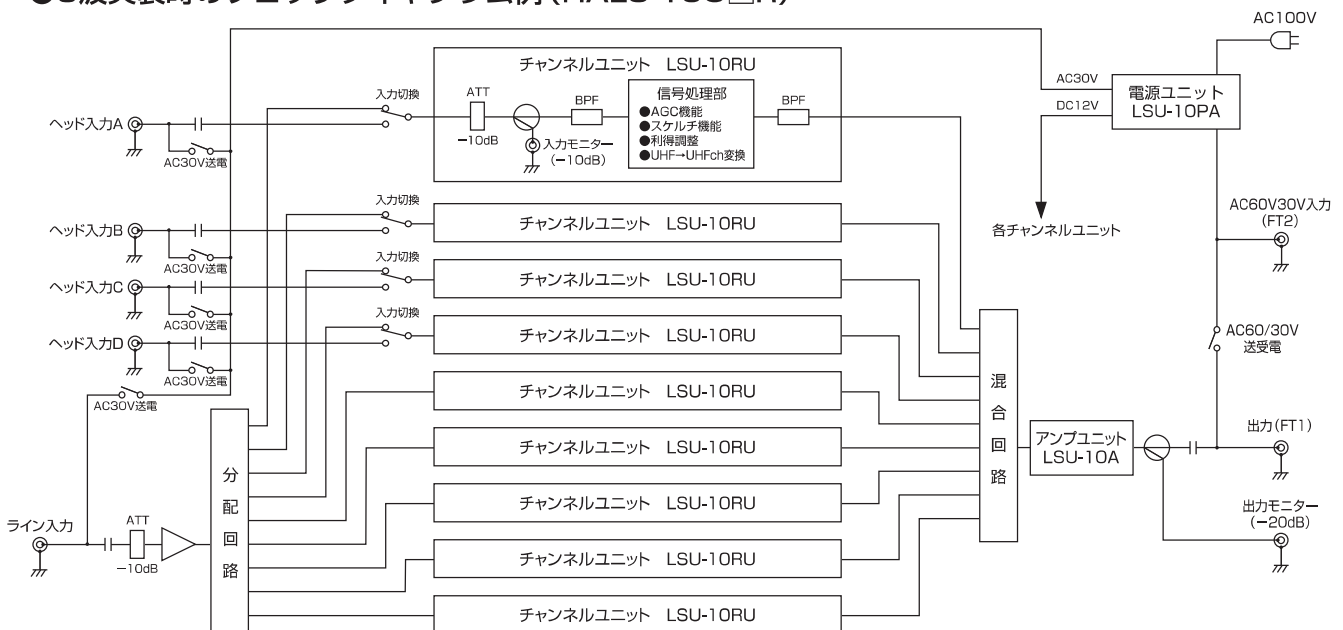 AC100V
チャンネルユニット LSU-10RU
ATT
−10dB
BPF
入力モニター
(−10dB)
信号処理部
●AGC機能
●スケルチ機能
●利得調整
●UHF→UHFch変換
BPF
AC30V
DC12V
電源ユニット
LSU-10PA
各チャンネルユニット
入力切換
ヘッド入力A
AC30V送電
入力切換
ヘッド入力B
AC30V送電
チャンネルユニット LSU-10RU
AC60V30V入力
(FT2)
入力切換
ヘッド入力C
AC30V送電
チャンネルユニット LSU-10RU
入力切換
ヘッド入力D
AC30V送電
チャンネルユニット LSU-10RU
AC60/30V
送受電
AC30V送電
チャンネルユニット LSU-10RU
チャンネルユニット LSU-10RU
チャンネルユニット LSU-10RU
チャンネルユニット LSU-10RU
チャンネルユニット LSU-10RU
分配回路
混合回路
アンプユニット
LSU-10A
出力(FT1)
出力モニター
(−20dB)
ライン入力
ATT
−10dB